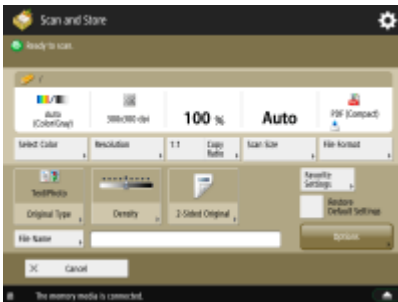 Scan and Store
Ready to scan.
/
Auto
(Color/Gray)
300x300 dpi
100 %
Auto
PDF (Compact)
Select Color
Resolution
1:1 Copy
Ratio
Scan Size
File Format
Text/Photo
Original Type
Density
2-Sided Original
Favorite
Settings
Restore
Default Settings
File Name
Options
Cancel
The memory media is connected.